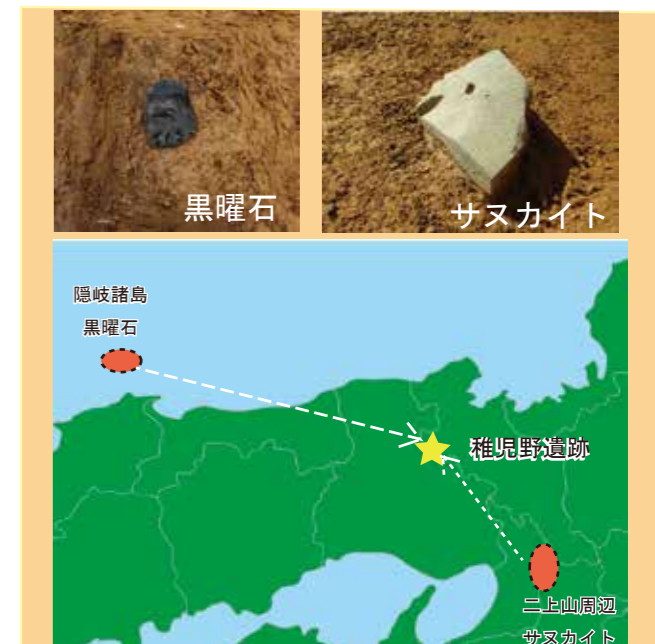 黒曜石
サヌカイト
隠岐諸島
黒曜石
稚児野遺跡
二上山周辺
サヌカイト